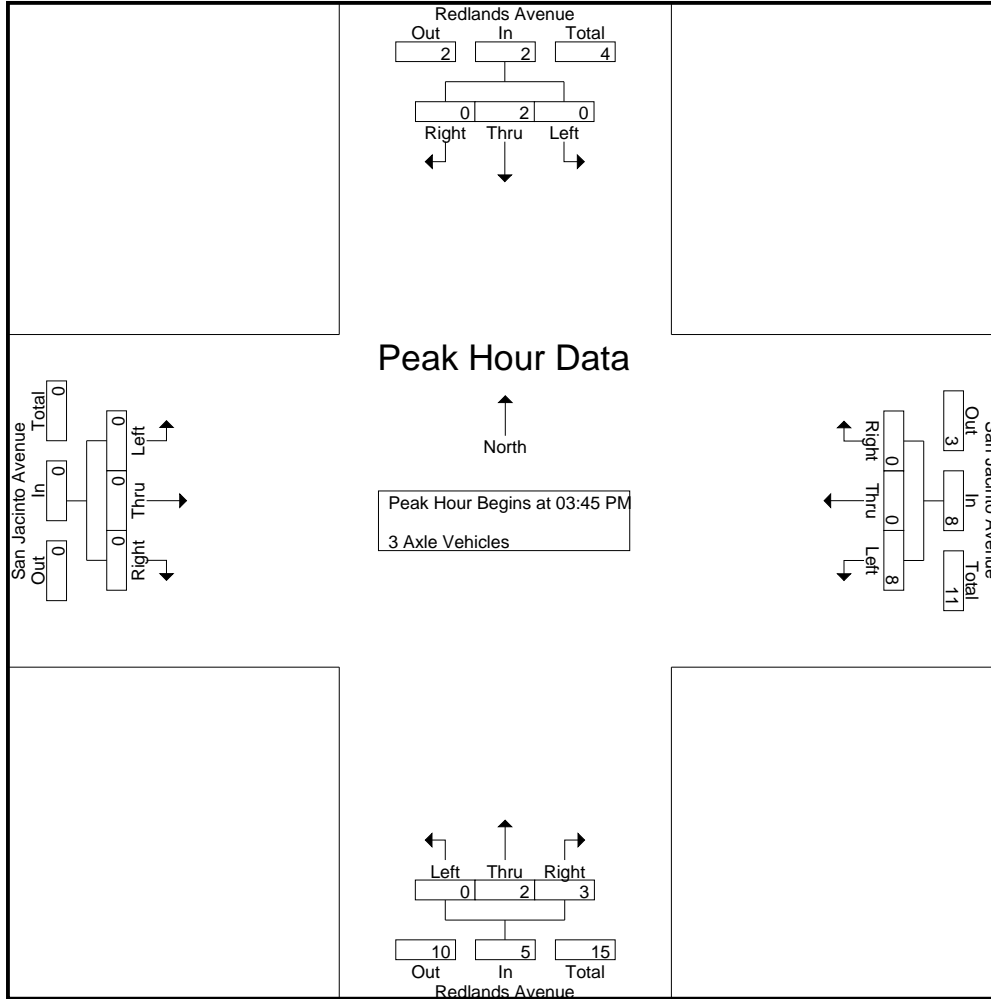 Redlands Avenue
Out In Total
2 2 4
0 2 0
Right Thru Left
Peak Hour Data
North
Peak Hour Begins at 03:45 PM
3 Axle Vehicles
San Jacinto Avenue
Total In Out
0 0 0
0 0 0
Left Thru Right
San Jacinto Avenue
Out In Total
3 8 11
0 0 8
Right Thru Left
Left Thru Right
0 2 3
10 5 15
Out In Total
Redlands Avenue